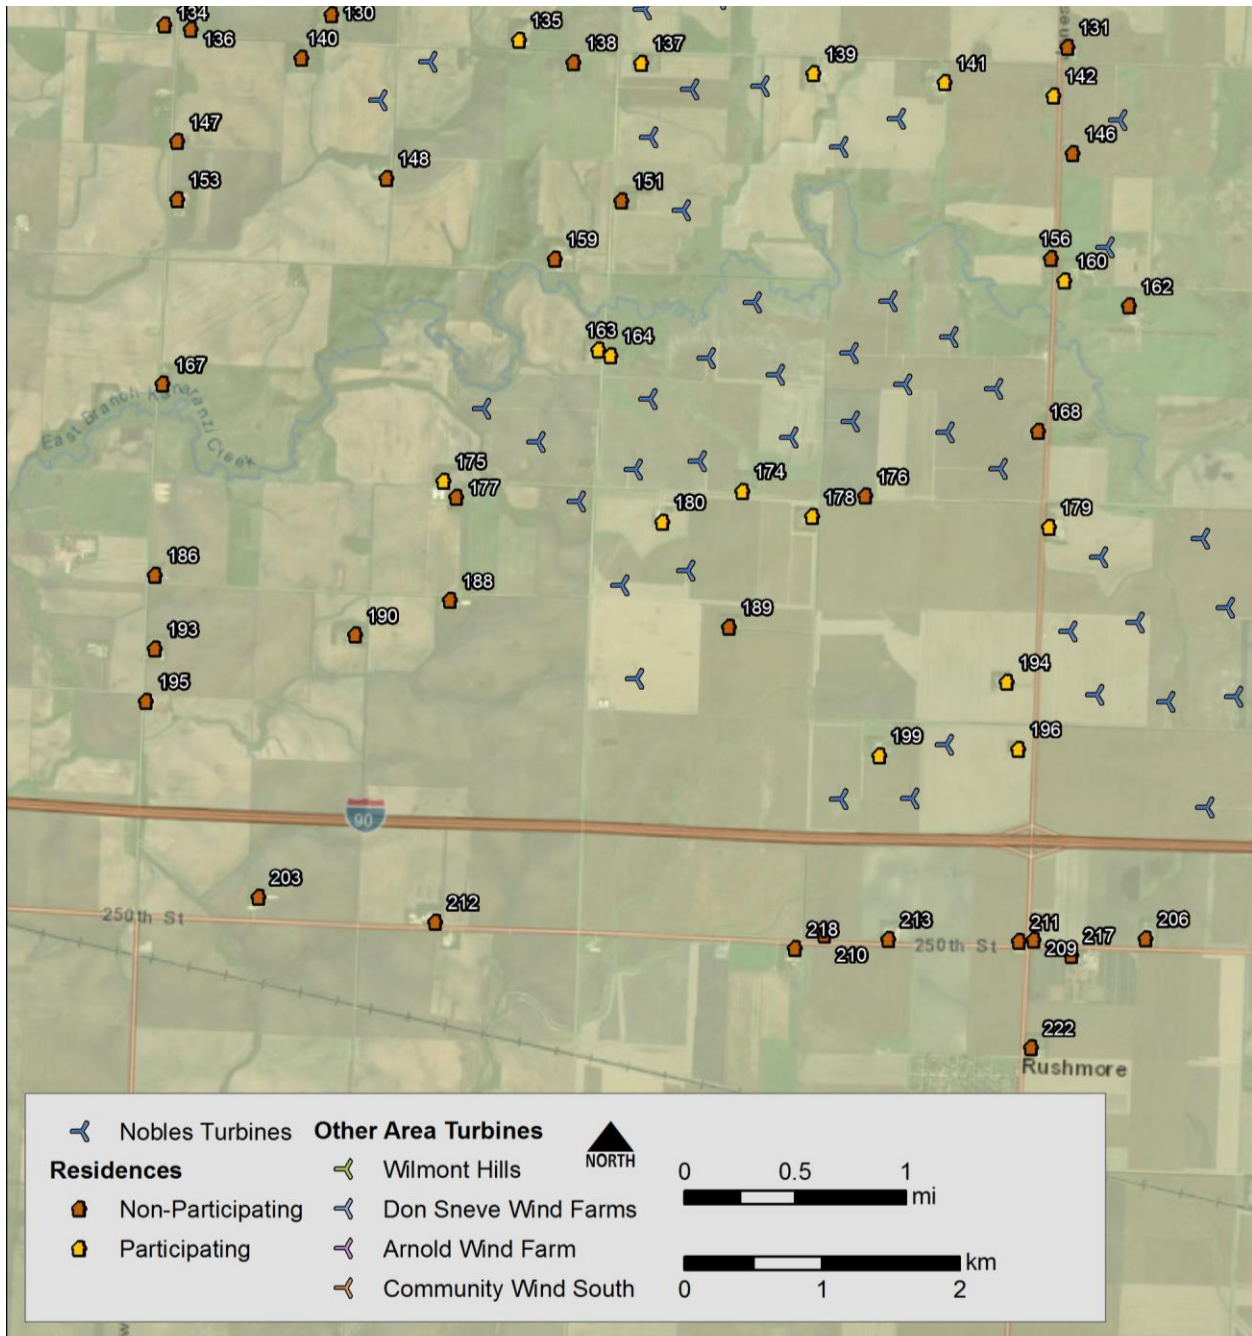 134
136
130
135
138
137
139
141
131
142
140
147
148
146
153
151
159
156
160
162
163
164
167
East Branch Kanaranzi Creek
168
175
177
174
176
180
178
179
186
188
190
189
193
194
195
199
196
90
203
250th St
212
218
210
213
250th St
211
209
217
206
222
Rushmore
Nobles Turbines
Residences
Non-Participating
Participating
Other Area Turbines
Wilmont Hills
Don Sneve Wind Farms
Arnold Wind Farm
Community Wind South
NORTH
0 0.5 1
mi
km
0 1 2